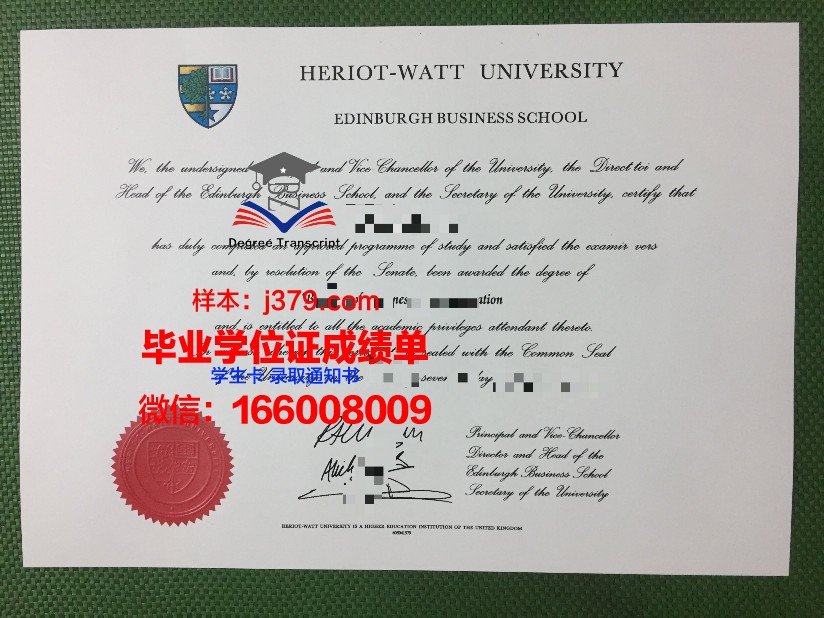 HERIOT-WATT UNIVERSITY
EDINBURGH BUSINESS SCHOOL
We, the undersigned and Vice-Chancellor of the University, the Directtoi and
Head of the Edinburgh Business School, and the Secretary of the University, certify that
Degree Transcript
has duly approved programme of study and satisfied the examir vers
and, by resolution of the Senate, been awarded the degree of
样本：j379.com
and is entitled to all the academic privileges attendant thereto.
毕业学位证成绩单
sealed with the Common Seal
学生卡/录取通知书
the
微信：166008009
Principal and Vice-Chancellor
Director and Head of the
Edinburgh Business School
Secretary of the University
HERIOT-WATT UNIVERSITY IS A HIGHER EDUCATION INSTITUTION OF THE UNITED KINGDOM